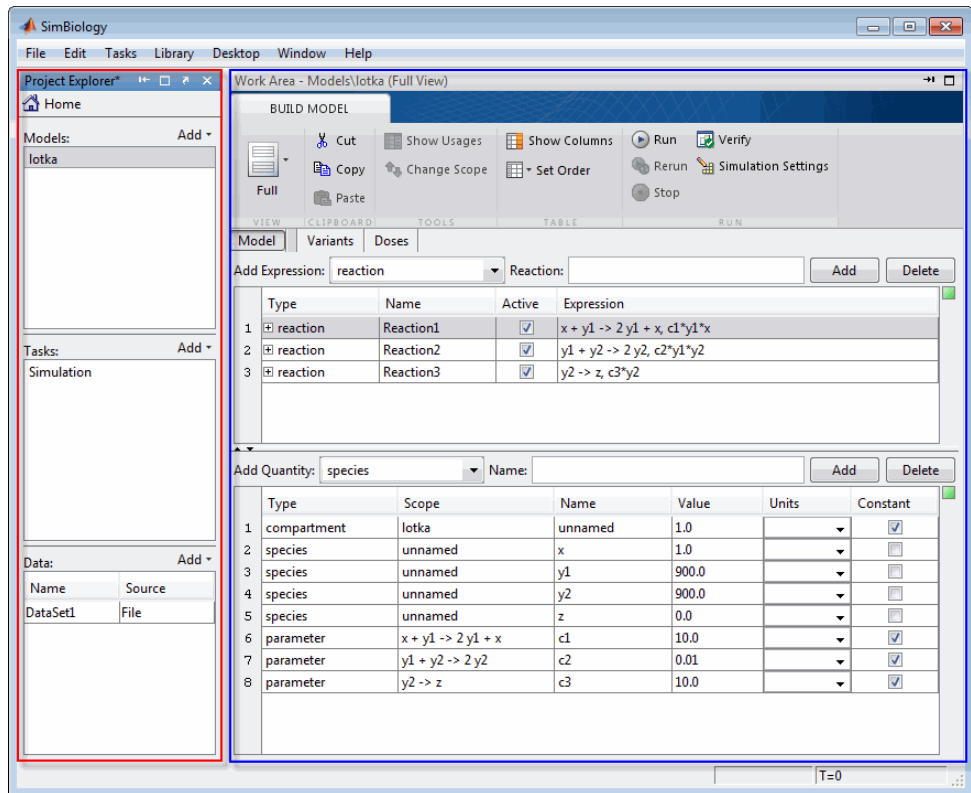 SimBiology
File Edit Tasks Library Desktop Window Help
Project Explorer*
Home
Models: Add
lotka
Tasks: Add
Simulation
Data: Add
Name Source
DataSet1 File
Work Area - Models\lotka (Full View)
BUILD MODEL
Full
VIEW
Cut
Copy
Paste
CLIPBOARD
Show Usages
Change Scope
TOOLS
Show Columns
Set Order
TABLE
Run Verify
Rerun Simulation Settings
Stop
RUN
Model Variants Doses
Add Expression: reaction Reaction: Add Delete
Type Name Active Expression
1 reaction Reaction1 x + y1 -> 2 y1 + x, c1*y1*x
2 reaction Reaction2 y1 + y2 -> 2 y2, c2*y1*y2
3 reaction Reaction3 y2 -> z, c3*y2
Add Quantity: species Name: Add Delete
Type Scope Name Value Units Constant
1 compartment lotka unnamed 1.0
2 species unnamed x 1.0
3 species unnamed y1 900.0
4 species unnamed y2 900.0
5 species unnamed z 0.0
6 parameter x + y1 -> 2 y1 + x c1 10.0
7 parameter y1 + y2 -> 2 y2 c2 0.01
8 parameter y2 -> z c3 10.0
T=0